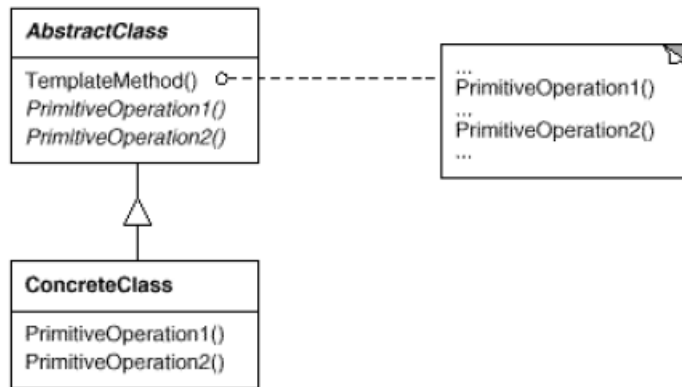 AbstractClass
TemplateMethod()
PrimitiveOperation1()
PrimitiveOperation2()
...
PrimitiveOperation1()
...
PrimitiveOperation2()
...
ConcreteClass
PrimitiveOperation1()
PrimitiveOperation2()